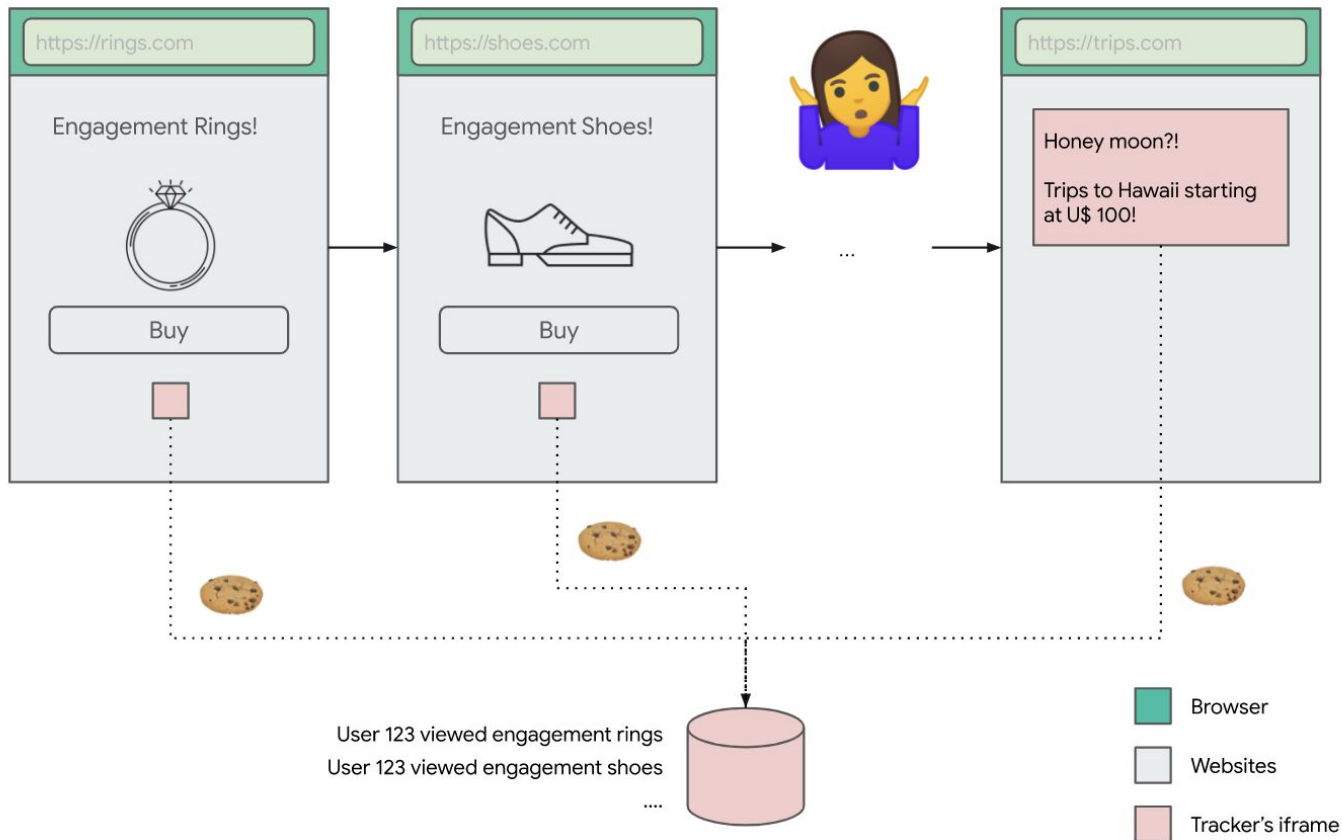 https://rings.com
Engagement Rings!
Buy
https://shoes.com
Engagement Shoes!
Buy
...
https://trips.com
Honey moon?!
Trips to Hawaii starting
at U$ 100!
User 123 viewed engagement rings
User 123 viewed engagement shoes
....
Browser
Websites
Tracker's iframe